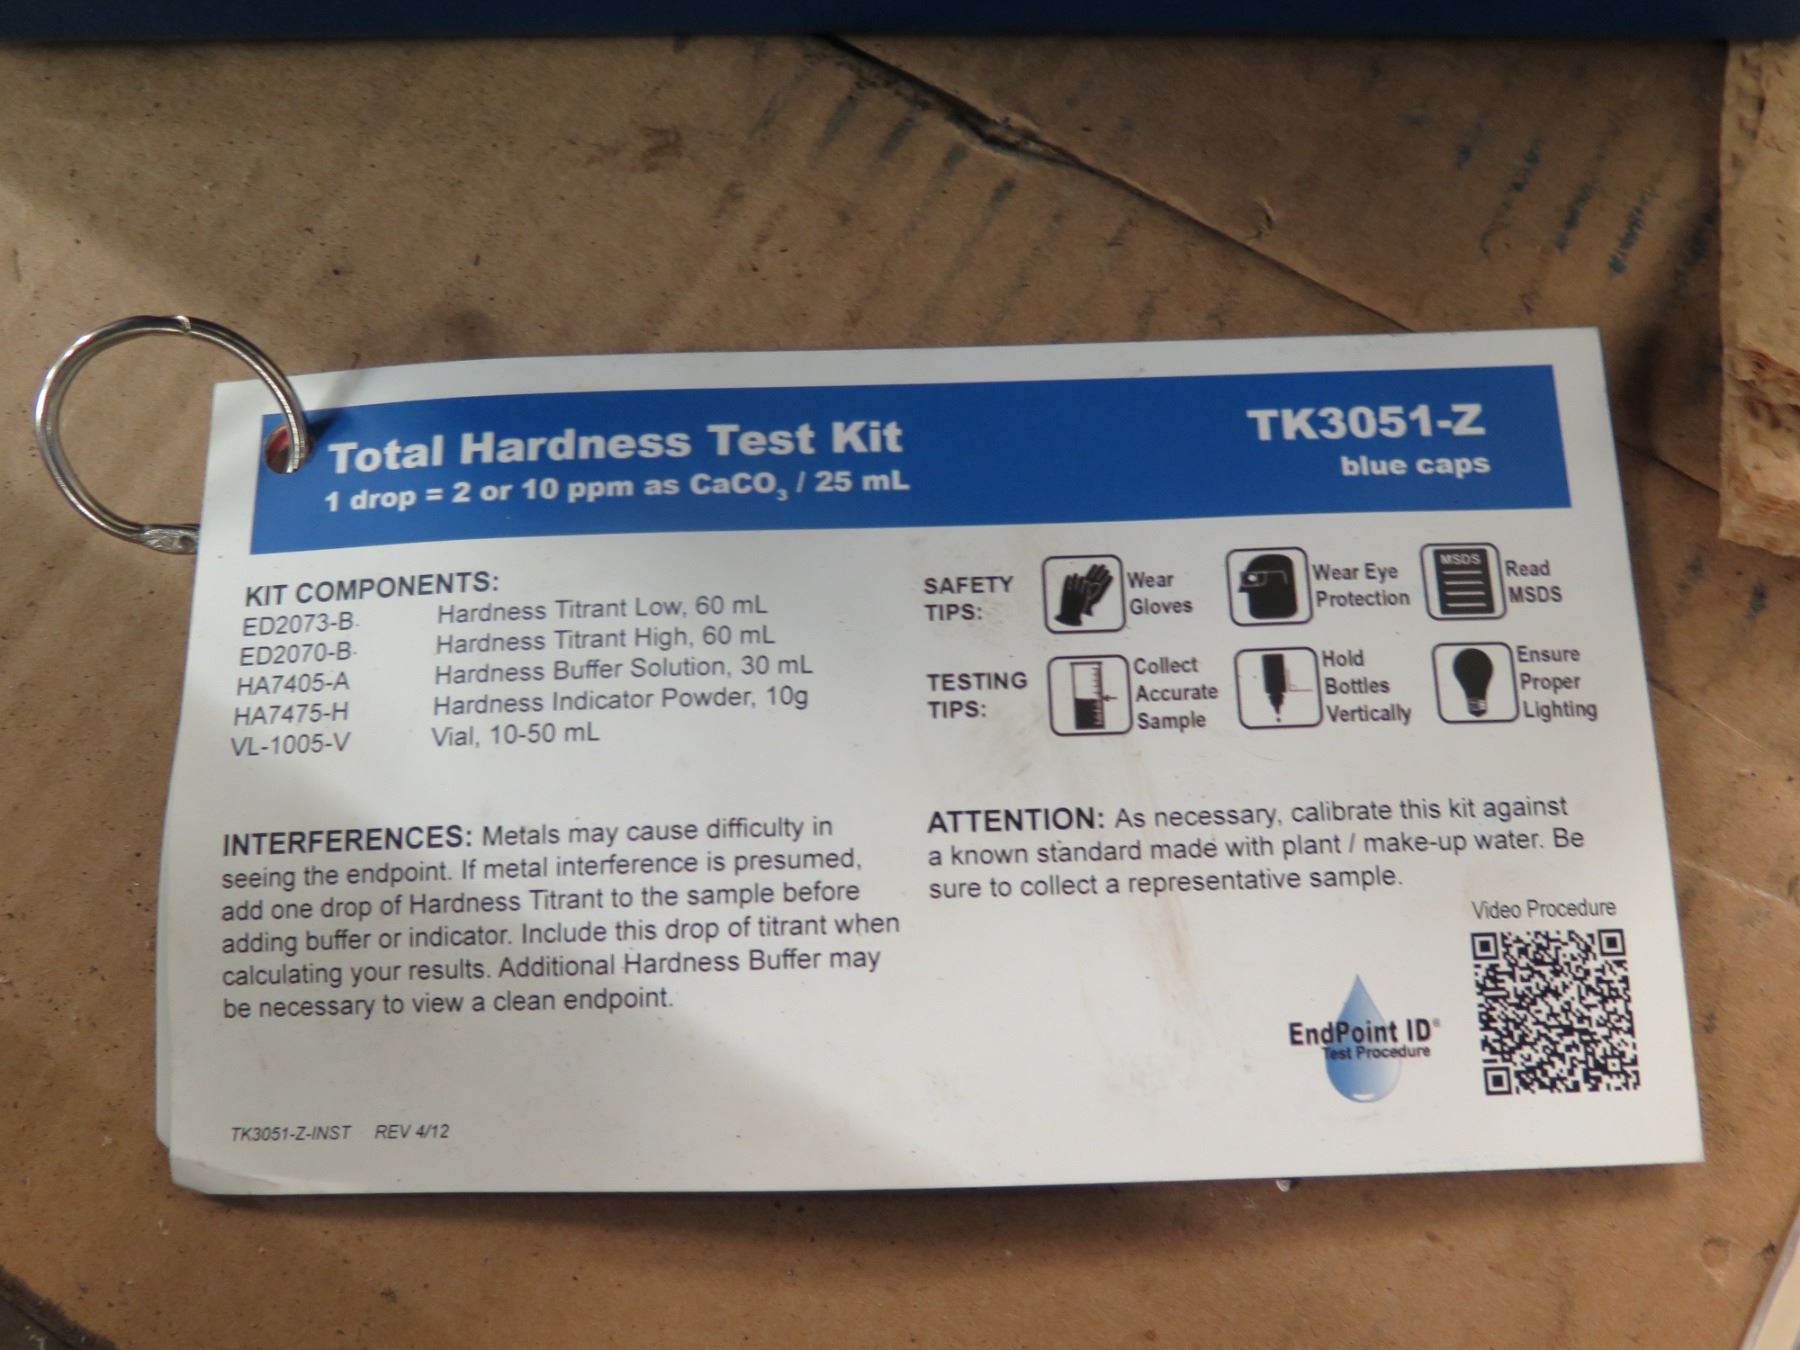 Total Hardness Test Kit
1 drop = 2 or 10 ppm as CaCO₃ / 25 mL
TK3051-Z
blue caps
KIT COMPONENTS:
ED2073-B Hardness Titrant Low, 60 mL
ED2070-B Hardness Titrant High, 60 mL
HA7405-A Hardness Buffer Solution, 30 mL
HA7475-H Hardness Indicator Powder, 10g
VL-1005-V Vial, 10-50 mL
SAFETY
TIPS:
Wear
Gloves
Wear Eye
Protection
MSDS
Read
MSDS
TESTING
TIPS:
Collect
Accurate
Sample
Hold
Bottles
Vertically
Ensure
Proper
Lighting
INTERFERENCES: Metals may cause difficulty in
seeing the endpoint. If metal interference is presumed,
add one drop of Hardness Titrant to the sample before
adding buffer or indicator. Include this drop of titrant when
calculating your results. Additional Hardness Buffer may
be necessary to view a clean endpoint.
ATTENTION: As necessary, calibrate this kit against
a known standard made with plant / make-up water. Be
sure to collect a representative sample.
Video Procedure
EndPoint ID®
Test Procedure
TK3051-Z-INST REV 4/12